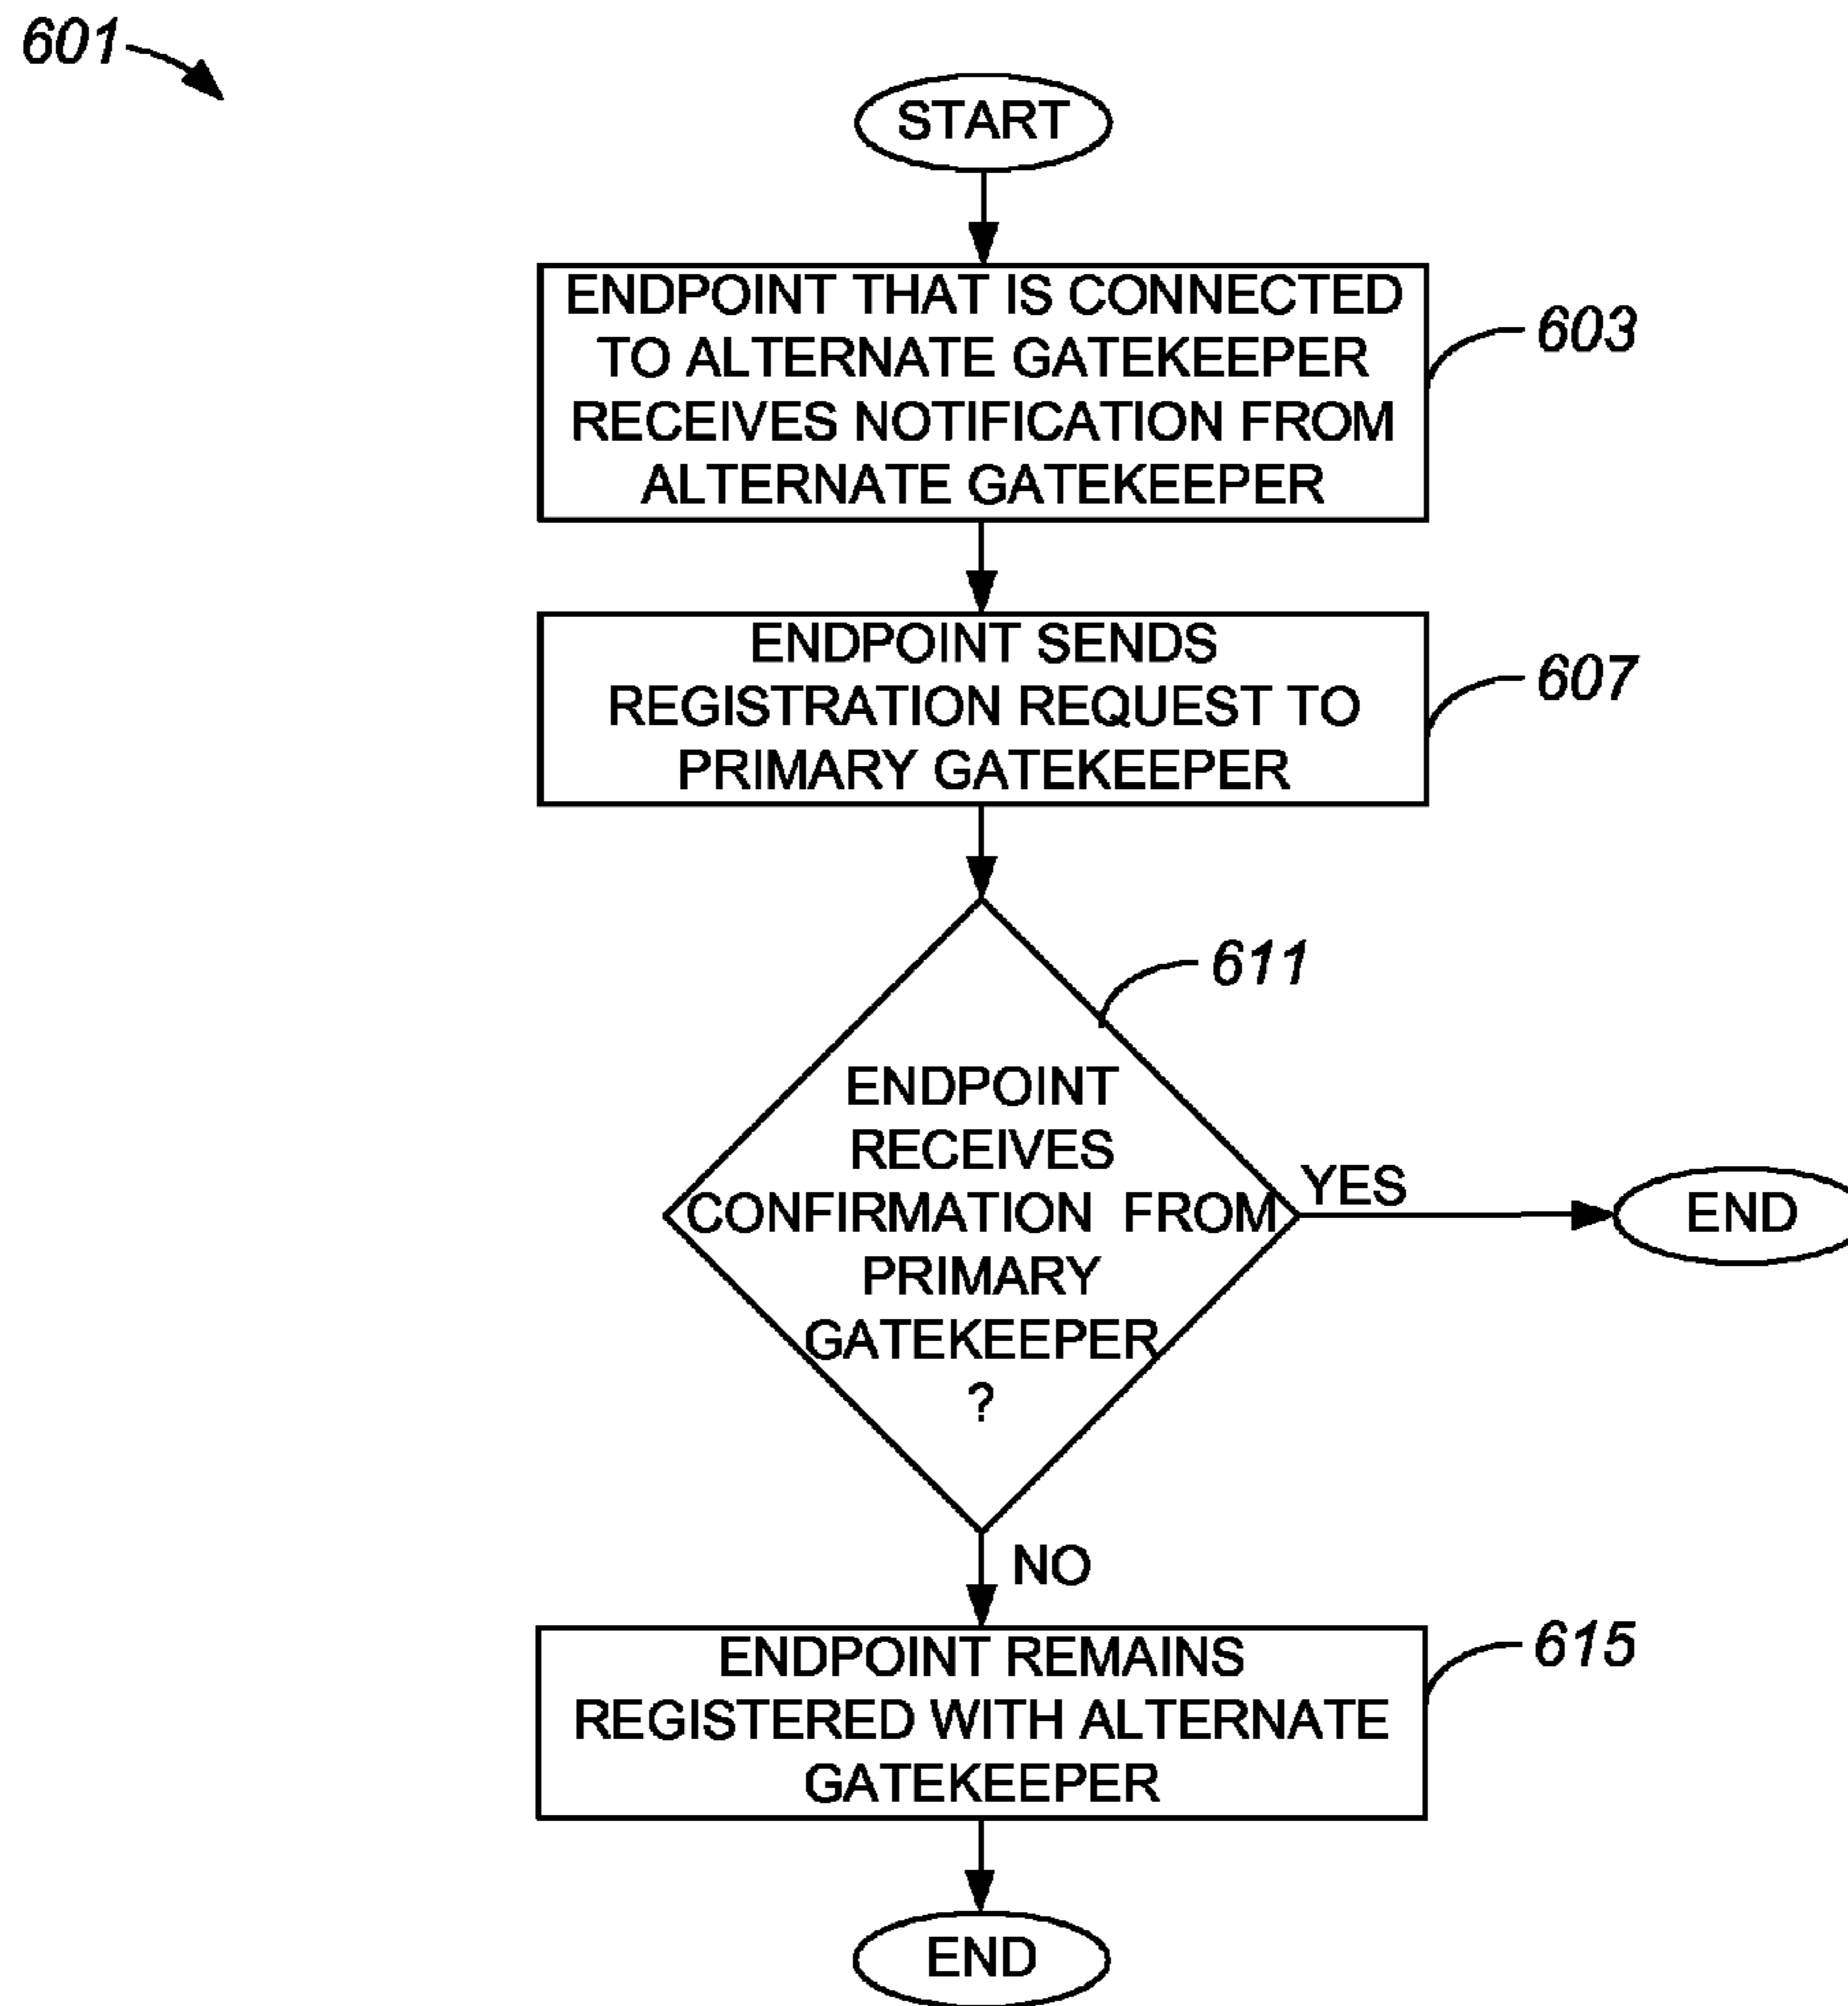 601
START
ENDPOINT THAT IS CONNECTED
TO ALTERNATE GATEKEEPER
RECEIVES NOTIFICATION FROM
ALTERNATE GATEKEEPER
603
ENDPOINT SENDS
REGISTRATION REQUEST TO
PRIMARY GATEKEEPER
607
611
ENDPOINT
RECEIVES
CONFIRMATION FROM
PRIMARY
GATEKEEPER
?
YES
END
NO
ENDPOINT REMAINS
REGISTERED WITH ALTERNATE
GATEKEEPER
615
END